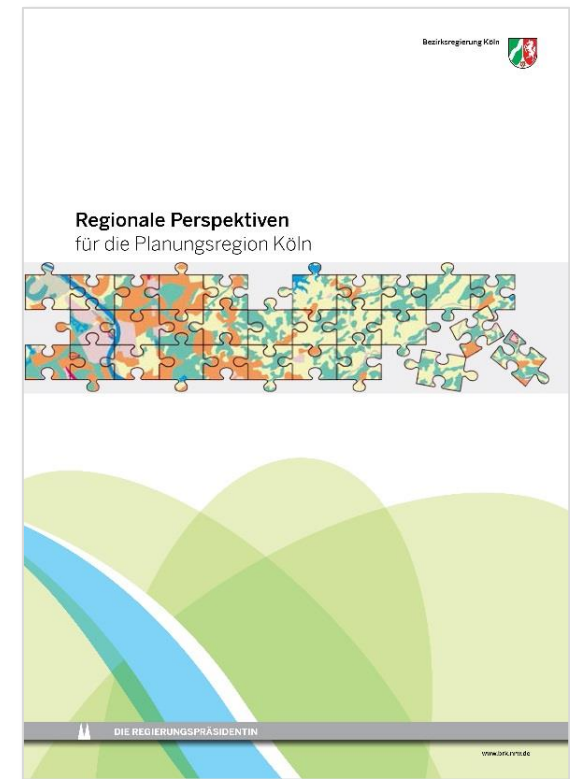 Bezirksregierung Köln
Regionale Perspektiven
für die Planungsregion Köln
DIE REGIERUNGSPRÄSIDENTIN
www.brk.nrw.de